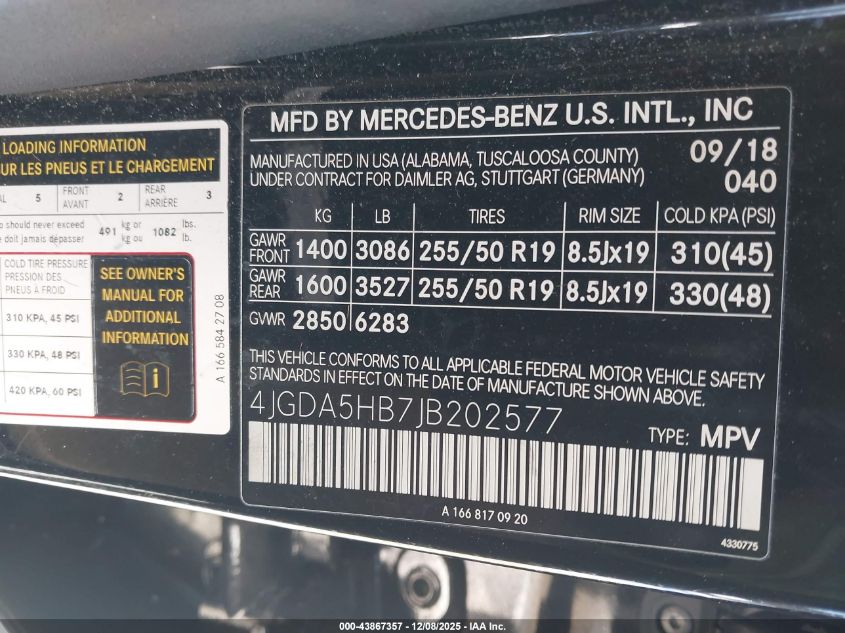 LOADING INFORMATION
UR LES PNEUS ET LE CHARGEMENT
5 FRONT AVANT 2 REAR ARRIÈRE 3
should never exceed 491 kg or 1082 lbs.
doit jamais dépasser kg ou lb.
COLD TIRE PRESSURE
PRESSION DES
PNEUS À FROID
310 KPA, 45 PSI
330 KPA, 48 PSI
420 KPA, 60 PSI
SEE OWNER'S
MANUAL FOR
ADDITIONAL
INFORMATION
A 166 584 27 08
MFD BY MERCEDES-BENZ U.S. INTL., INC
MANUFACTURED IN USA (ALABAMA, TUSCALOOSA COUNTY) 09/18
UNDER CONTRACT FOR DAIMLER AG, STUTTGART (GERMANY) 040
KG LB TIRES RIM SIZE COLD KPA (PSI)
GAWR FRONT 1400 3086 255/50 R19 8.5Jx19 310(45)
GAWR REAR 1600 3527 255/50 R19 8.5Jx19 330(48)
GVWR 2850 6283
THIS VEHICLE CONFORMS TO ALL APPLICABLE FEDERAL MOTOR VEHICLE SAFETY
STANDARDS IN EFFECT ON THE DATE OF MANUFACTURE SHOWN ABOVE.
4JGDA5HB7JB202577
TYPE: MPV
A 166 817 09 20
4330775
000-43867357 - 12/08/2025 - IAA Inc.